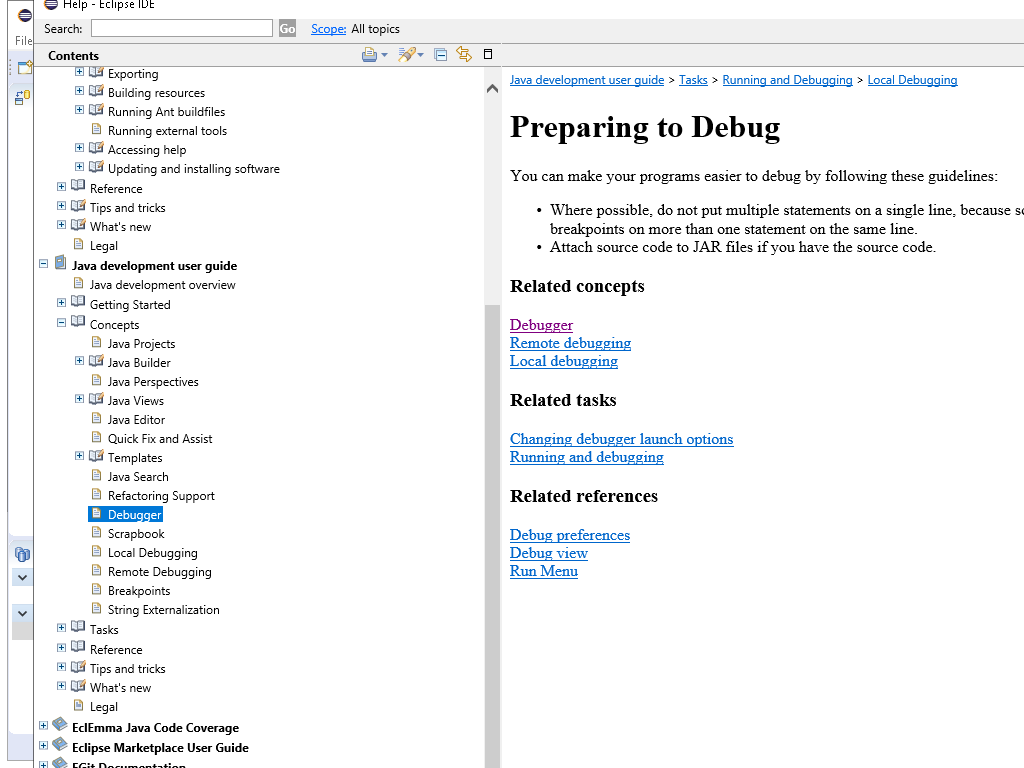 Help - Eclipse IDE
File
Search:
Go
Scope: All topics
Contents
Exporting
Building resources
Running Ant buildfiles
Running external tools
Accessing help
Updating and installing software
Reference
Tips and tricks
What's new
Legal
Java development user guide
Java development overview
Getting Started
Concepts
Java Projects
Java Builder
Java Perspectives
Java Views
Java Editor
Quick Fix and Assist
Templates
Java Search
Refactoring Support
Debugger
Scrapbook
Local Debugging
Remote Debugging
Breakpoints
String Externalization
Tasks
Reference
Tips and tricks
What's new
Legal
EclEmma Java Code Coverage
Eclipse Marketplace User Guide
EGit Documentation
Java development user guide > Tasks > Running and Debugging > Local Debugging
Preparing to Debug
You can make your programs easier to debug by following these guidelines:
• Where possible, do not put multiple statements on a single line, because
breakpoints on more than one statement on the same line.
• Attach source code to JAR files if you have the source code.
Related concepts
Debugger
Remote debugging
Local debugging
Related tasks
Changing debugger launch options
Running and debugging
Related references
Debug preferences
Debug view
Run Menu